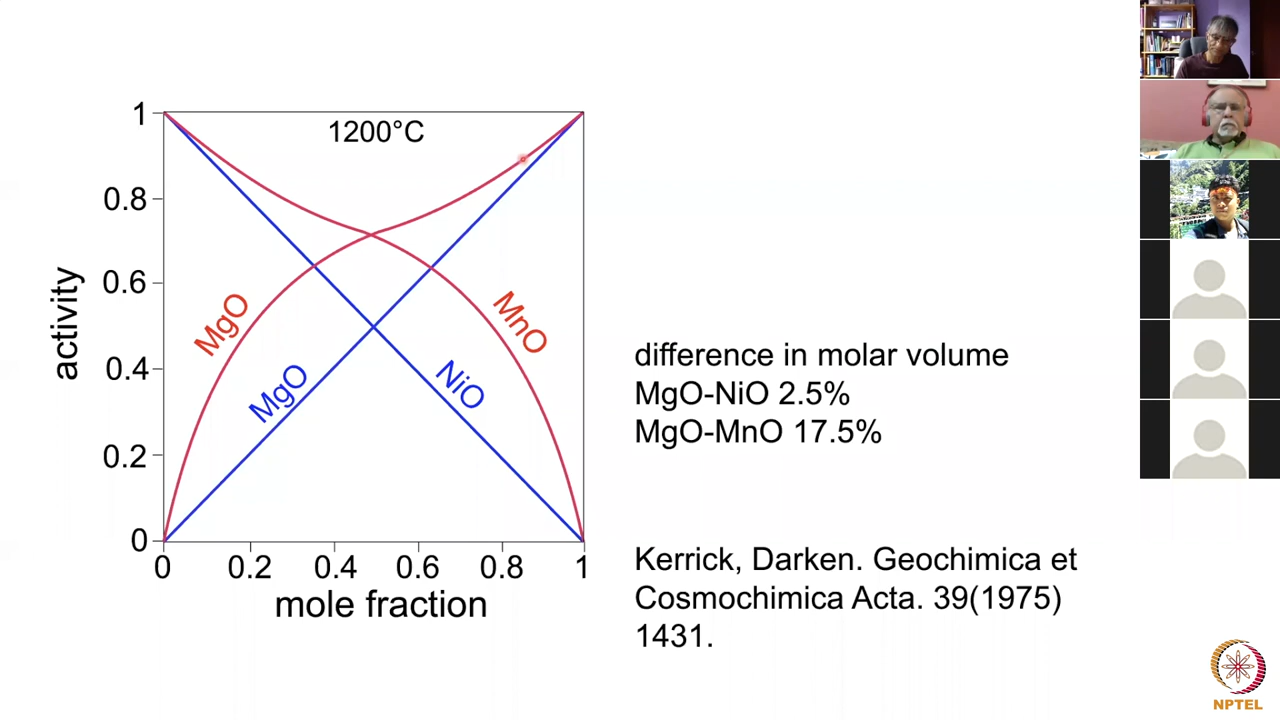 1200°C
1
0.8
0.6
0.4
0.2
0
activity
MgO
MgO
MnO
NiO
0 0.2 0.4 0.6 0.8 1
mole fraction
difference in molar volume
MgO-NiO 2.5%
MgO-MnO 17.5%
Kerrick, Darken. Geochimica et
Cosmochimica Acta. 39(1975)
1431.
NPTEL